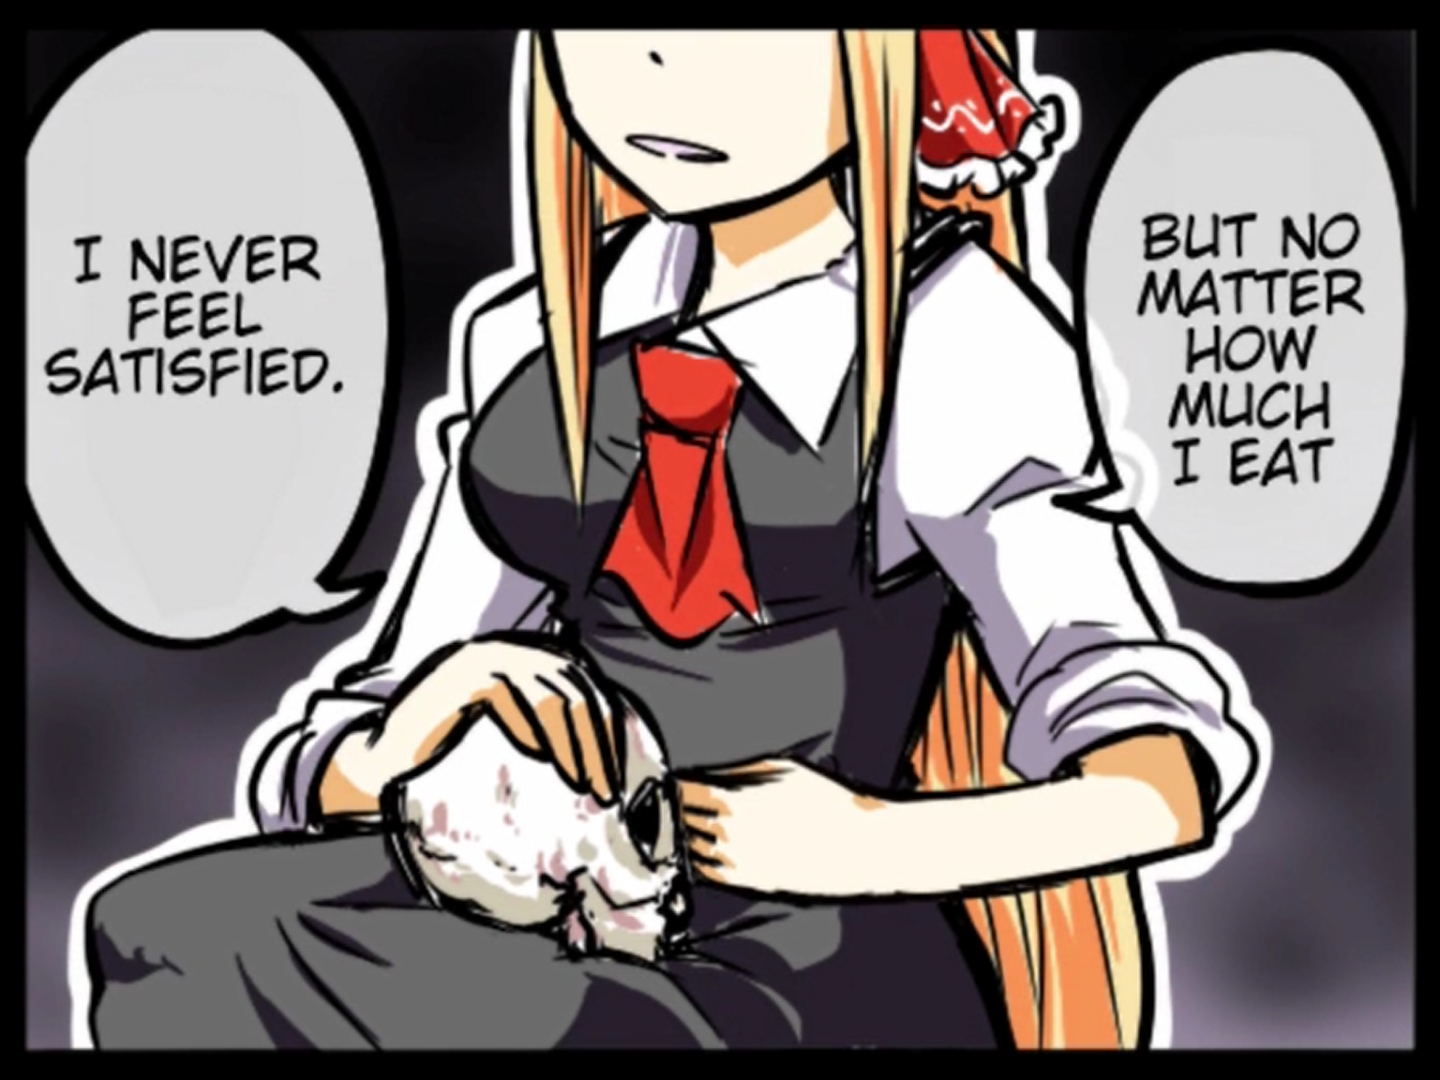 BUT NO
MATTER
HOW
MUCH
I EAT
I NEVER
FEEL
SATISFIED.